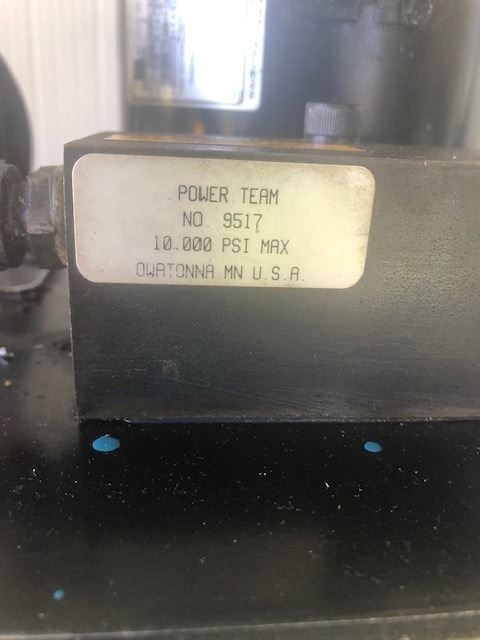 POWER TEAM
NO. 9517
10,000 PSI MAX
OWATONNA MN U.S.A.